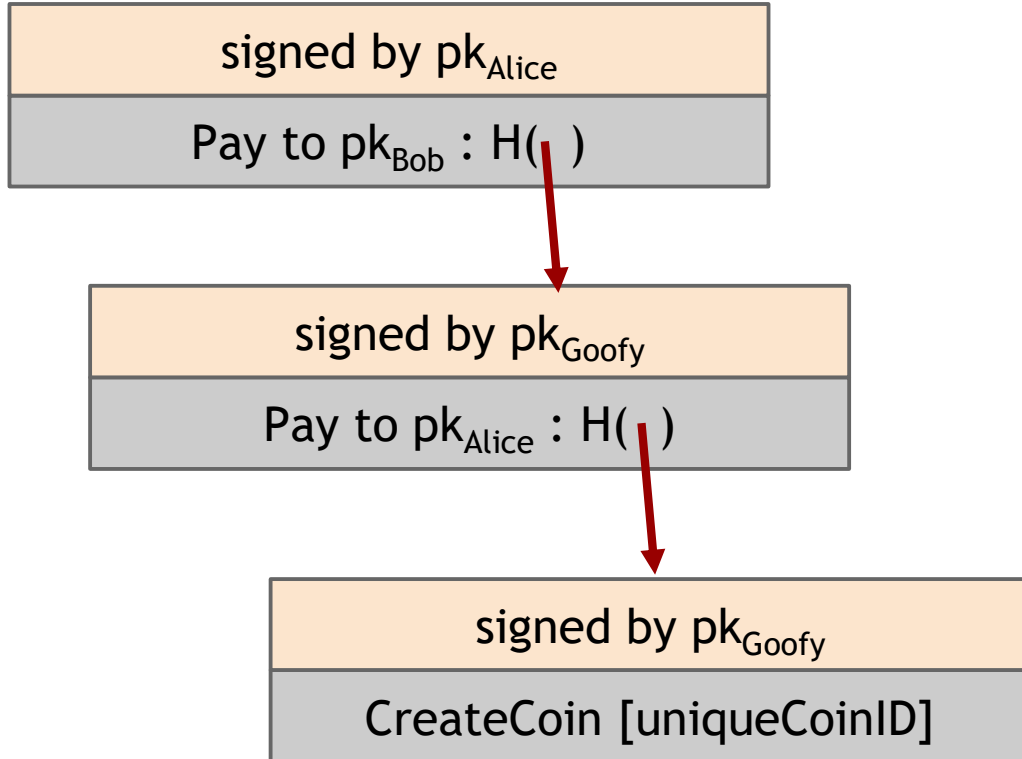 signed by pkAlice
Pay to pkBob : H( )
signed by pkGoofy
Pay to pkAlice : H( )
signed by pkGoofy
CreateCoin [uniqueCoinID]